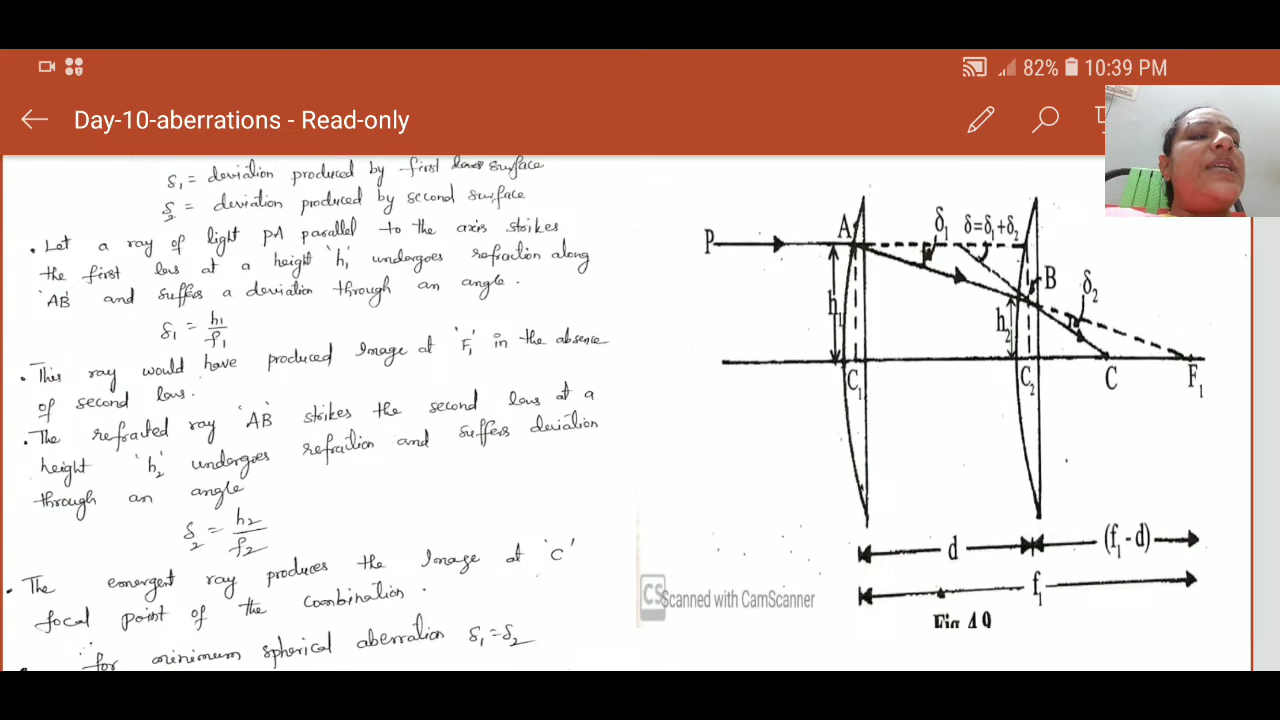 82% 10:39 PM
Day-10-aberrations - Read-only
δ₁ = deviation produced by first lens surface
δ₂ = deviation produced by second surface
. Let a ray of light PA parallel to the axis stoikes
the first lens at a height 'h₁' undergoes refraction along
'AB' and suffers a deviation through an angle.
δ₁ = h₁/f₁
. This ray would have produced Image at 'F₁' in the absence
of second lens.
. The refracted ray 'AB' strikes the second lens at a
height 'h₂' undergoes refraction and suffers deviation
through an angle
δ₂ = h₂/f₂
. The emergent ray produces the Image at 'C'
focal point of the combination.
∴ for minimum spherical aberration δ₁=δ₂
P
A
δ₁
δ=δ₁+δ₂
B
δ₂
h₁
h₂
C₁
C₂
C
F₁
d
(f₁-d)
f₁
CS Scanned with CamScanner
Fig 4.9